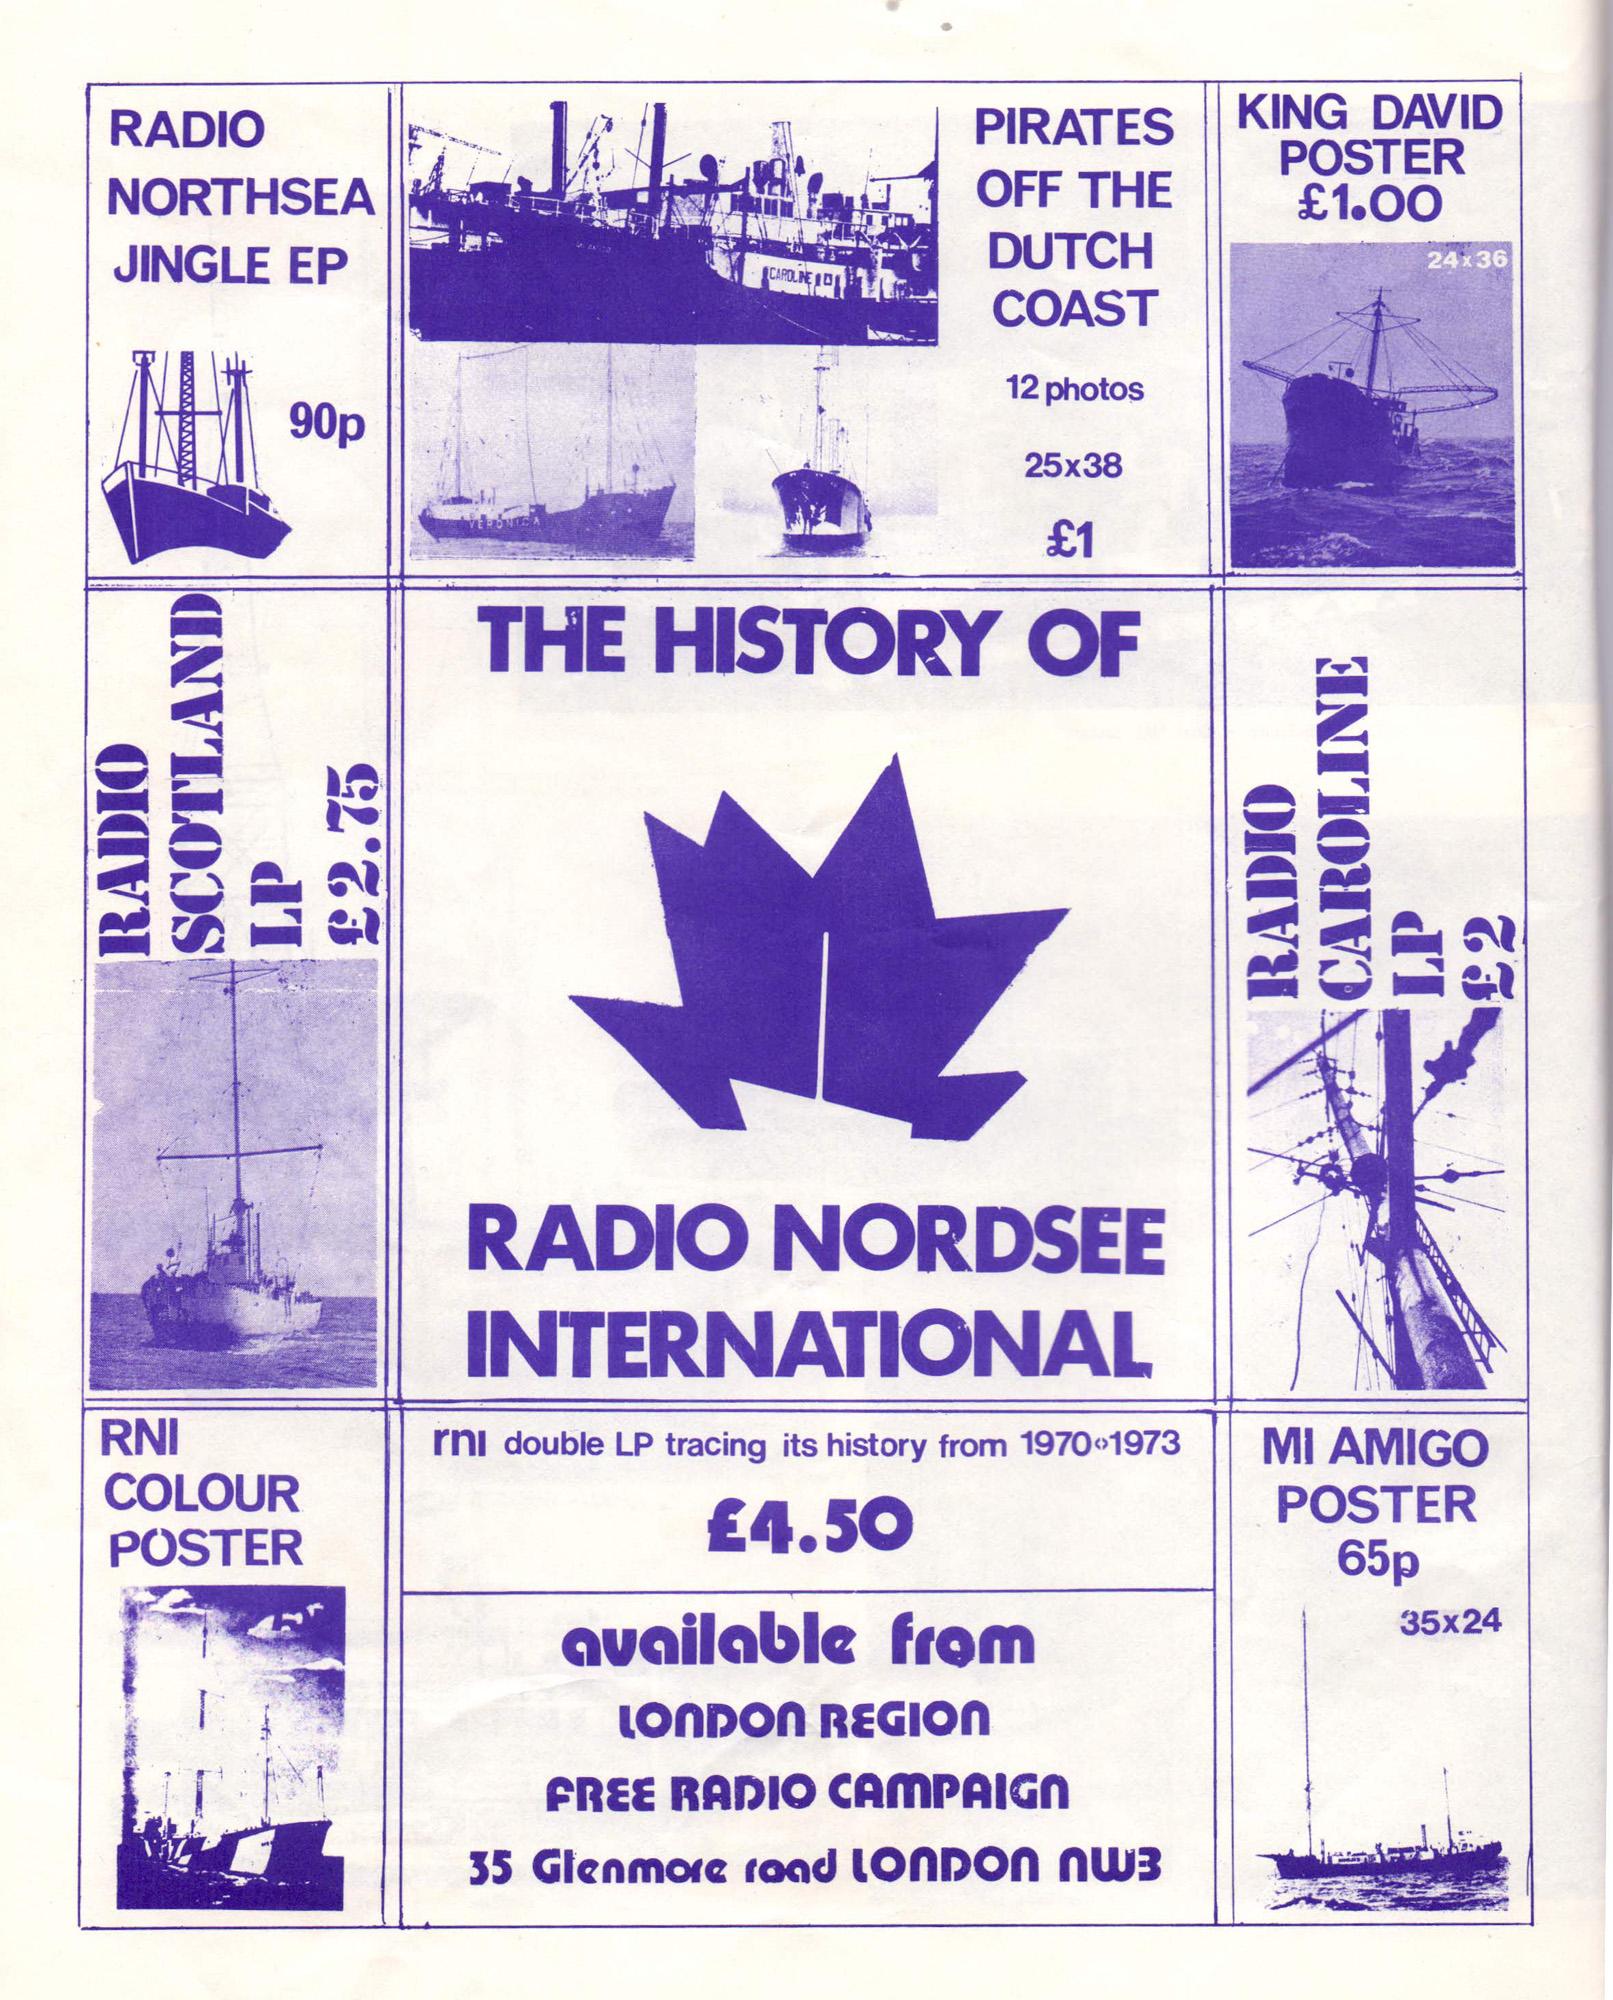 RADIO
NORTHSEA
JINGLE EP
90p
CAROLINE
VERONICA
PIRATES
OFF THE
DUTCH
COAST
12 photos
25x38
£1
KING DAVID
POSTER
£1.00
24x36
RADIO
SCOTLAND
LP
£2.75
THE HISTORY OF
RADIO NORDSEE
INTERNATIONAL
RADIO
CAROLINE
LP
£2
RNI
COLOUR
POSTER
rni double LP tracing its history from 1970‹›1973
£4.50
available from
LONDON REGION
FREE RADIO CAMPAIGN
35 Glenmore road LONDON NW3
MI AMIGO
POSTER
65p
35x24